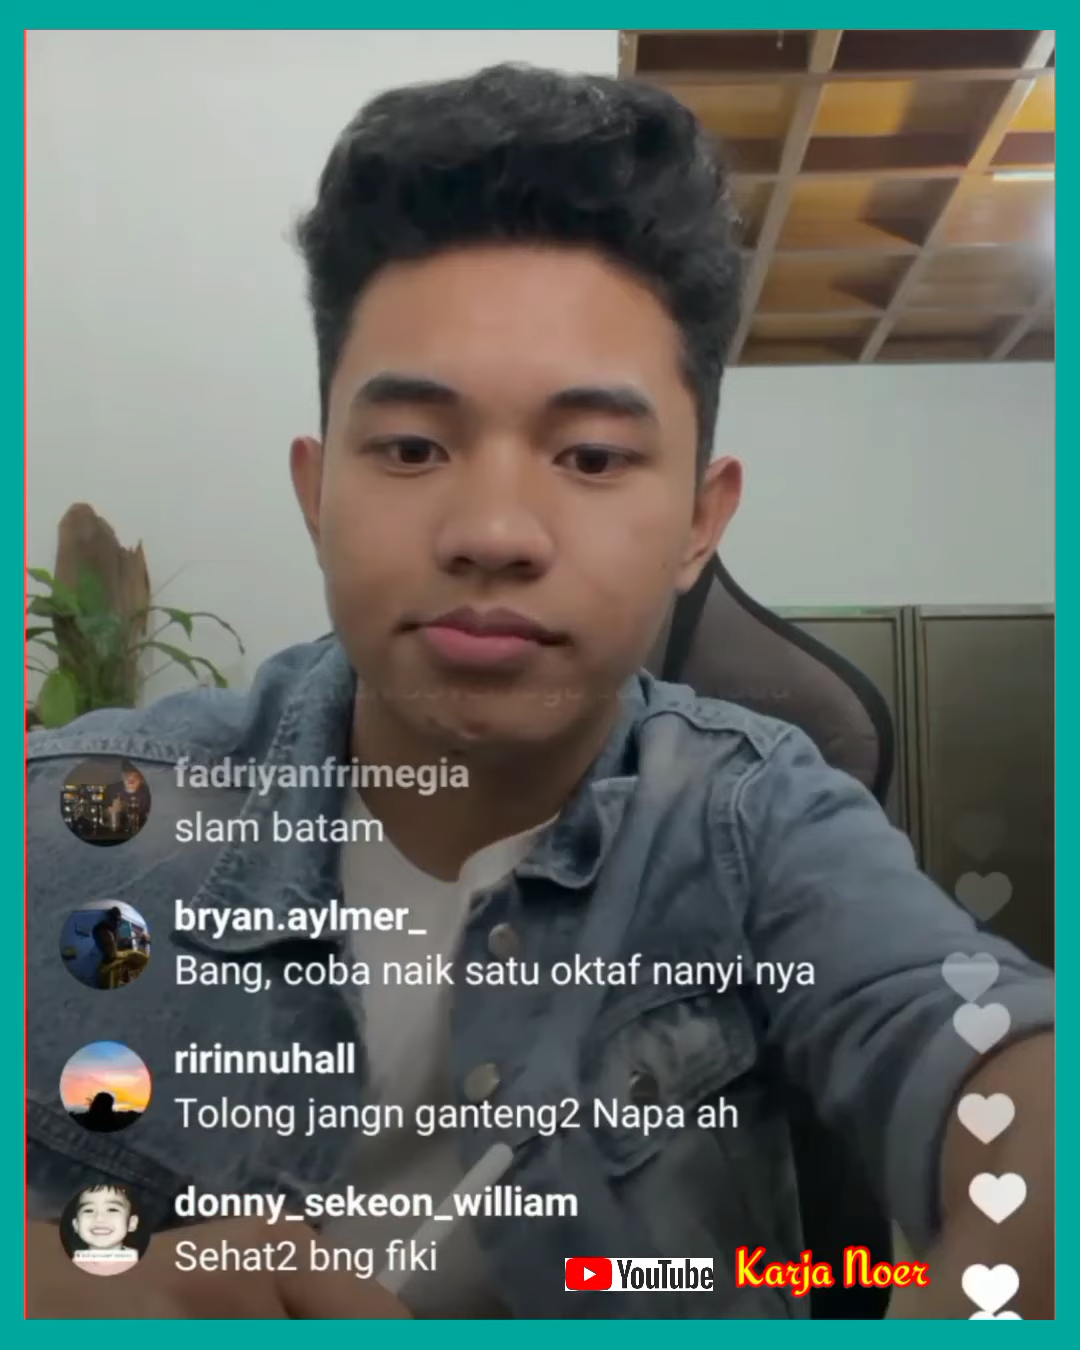 fadriyanfrimegia
slam batam
bryan.aylmer_
Bang, coba naik satu oktaf nanyi nya
ririnnuhall
Tolong jangn ganteng2 Napa ah
donny_sekeon_william
Sehat2 bng fiki
YouTube Karja Noer